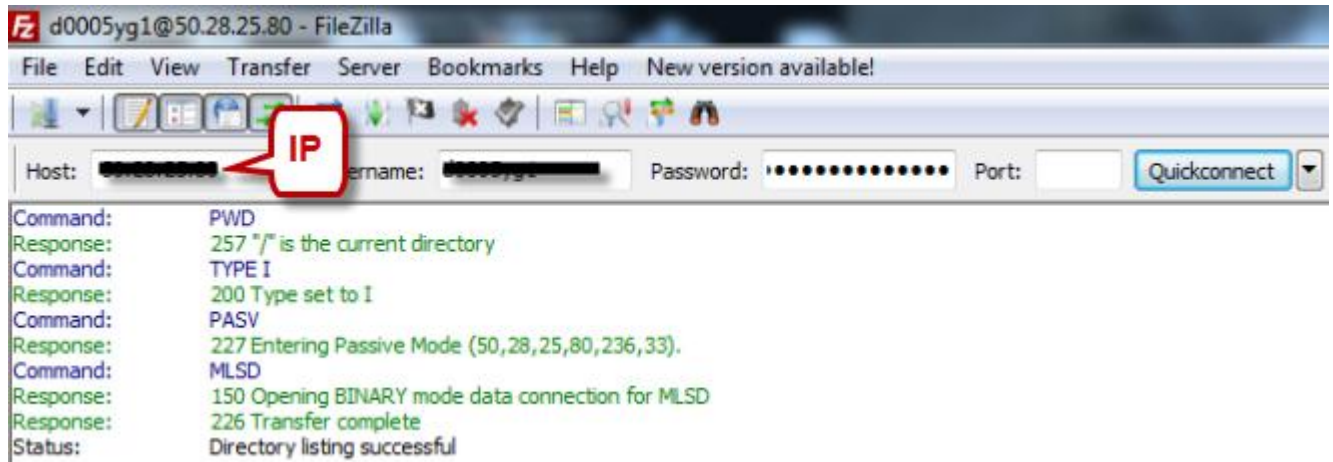 Fz d0005yg1@50.28.25.80 - FileZilla
File Edit View Transfer Server Bookmarks Help New version available!
Host: IP ername: Password: •••••••••••••• Port: Quickconnect
Command: PWD
Response: 257 "/" is the current directory
Command: TYPE I
Response: 200 Type set to I
Command: PASV
Response: 227 Entering Passive Mode (50,28,25,80,236,33).
Command: MLSD
Response: 150 Opening BINARY mode data connection for MLSD
Response: 226 Transfer complete
Status: Directory listing successful